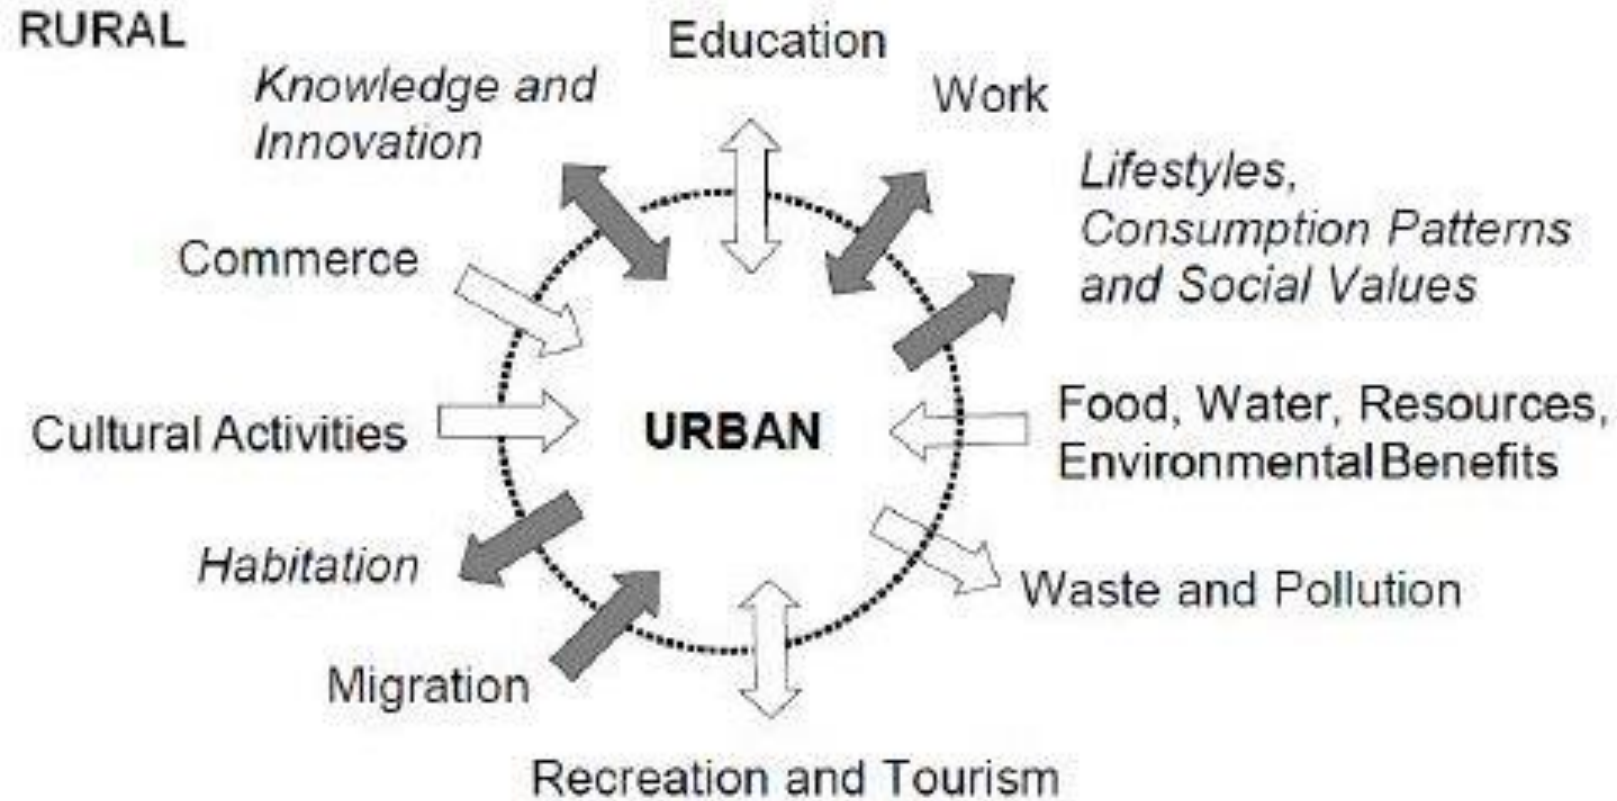 RURAL
Education
Knowledge and
Innovation
Work
Lifestyles,
Consumption Patterns
and Social Values
Commerce
Cultural Activities
URBAN
Food, Water, Resources,
Environmental Benefits
Habitation
Waste and Pollution
Migration
Recreation and Tourism